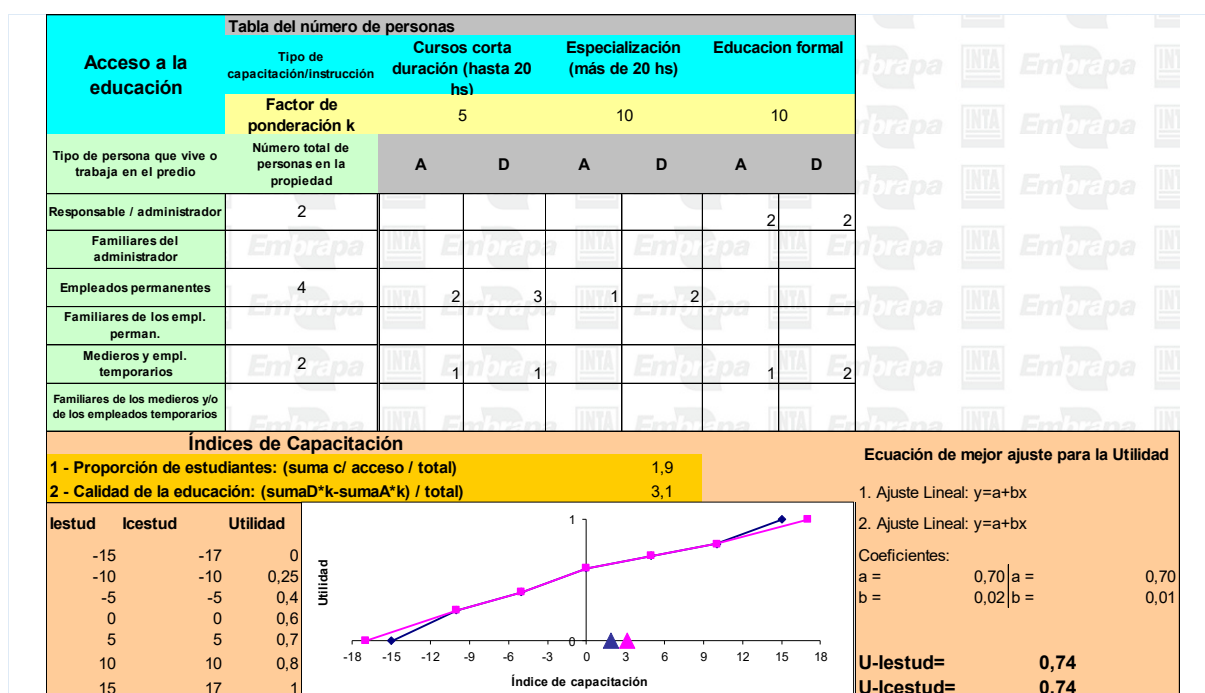 Tabla del número de personas
Acceso a la educación
Tipo de capacitación/instrucción
Cursos corta duración (hasta 20 hs)
Especialización (más de 20 hs)
Educacion formal
Factor de ponderación k
5 10 10
Tipo de persona que vive o trabaja en el predio
Número total de personas en la propiedad
A D A D A D
Responsable / administrador 2 2 2
Familiares del administrador
Empleados permanentes 4 2 3 1 2
Familiares de los empl. perman.
Medieros y empl. temporarios 2 1 1 1 2
Familiares de los medieros y/o de los empleados temporarios
Índices de Capacitación
1 - Proporción de estudiantes: (suma c/ acceso / total) 1,9
2 - Calidad de la educación: (sumaD*k-sumaA*k) / total) 3,1
Iestud Icestud Utilidad
-15 -17 0
-10 -10 0,25
-5 -5 0,4
0 0 0,6
5 5 0,7
10 10 0,8
15 17 1
Utilidad
1
0
-18 -15 -12 -9 -6 -3 0 3 6 9 12 15 18
Índice de capacitación
Ecuación de mejor ajuste para la Utilidad
1. Ajuste Lineal: y=a+bx
2. Ajuste Lineal: y=a+bx
Coeficientes:
a = 0,70 a = 0,70
b = 0,02 b = 0,01
U-Iestud= 0,74
U-Icestud= 0,74
INTA Embrapa